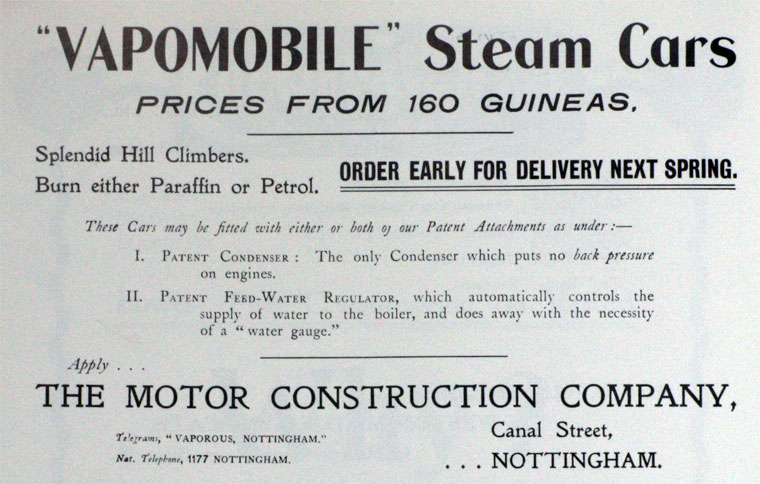 "VAPOMOBILE" Steam Cars
PRICES FROM 160 GUINEAS.
Splendid Hill Climbers.
Burn either Paraffin or Petrol.
ORDER EARLY FOR DELIVERY NEXT SPRING.
These Cars may be fitted with either or both of our Patent Attachments as under:—
I. PATENT CONDENSER: The only Condenser which puts no back pressure
on engines.
II. PATENT FEED-WATER REGULATOR, which automatically controls the
supply of water to the boiler, and does away with the necessity
of a "water gauge."
Apply . . .
THE MOTOR CONSTRUCTION COMPANY,
Telegrams, "VAPOROUS, NOTTINGHAM."
Nat. Telephone, 1177 NOTTINGHAM.
Canal Street,
. . . NOTTINGHAM.